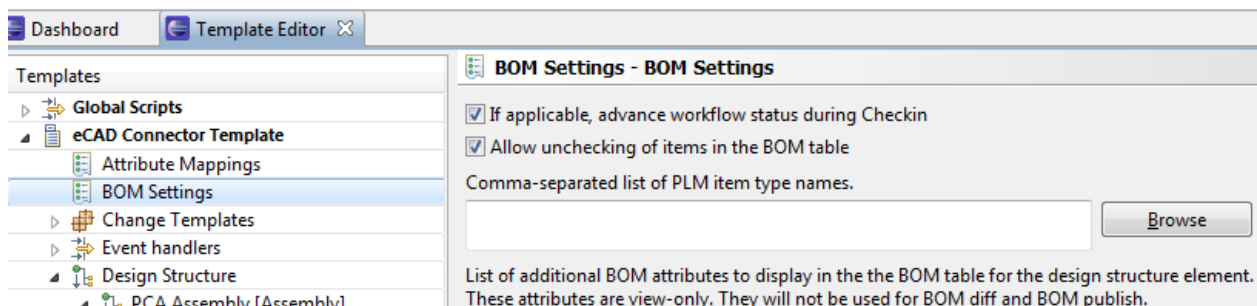 Dashboard
Template Editor
Templates
Global Scripts
eCAD Connector Template
Attribute Mappings
BOM Settings
Change Templates
Event handlers
Design Structure
PCA Assembly [Assembly]
BOM Settings - BOM Settings
If applicable, advance workflow status during Checkin
Allow unchecking of items in the BOM table
Comma-separated list of PLM item type names.
Browse
List of additional BOM attributes to display in the the BOM table for the design structure element.
These attributes are view-only. They will not be used for BOM diff and BOM publish.